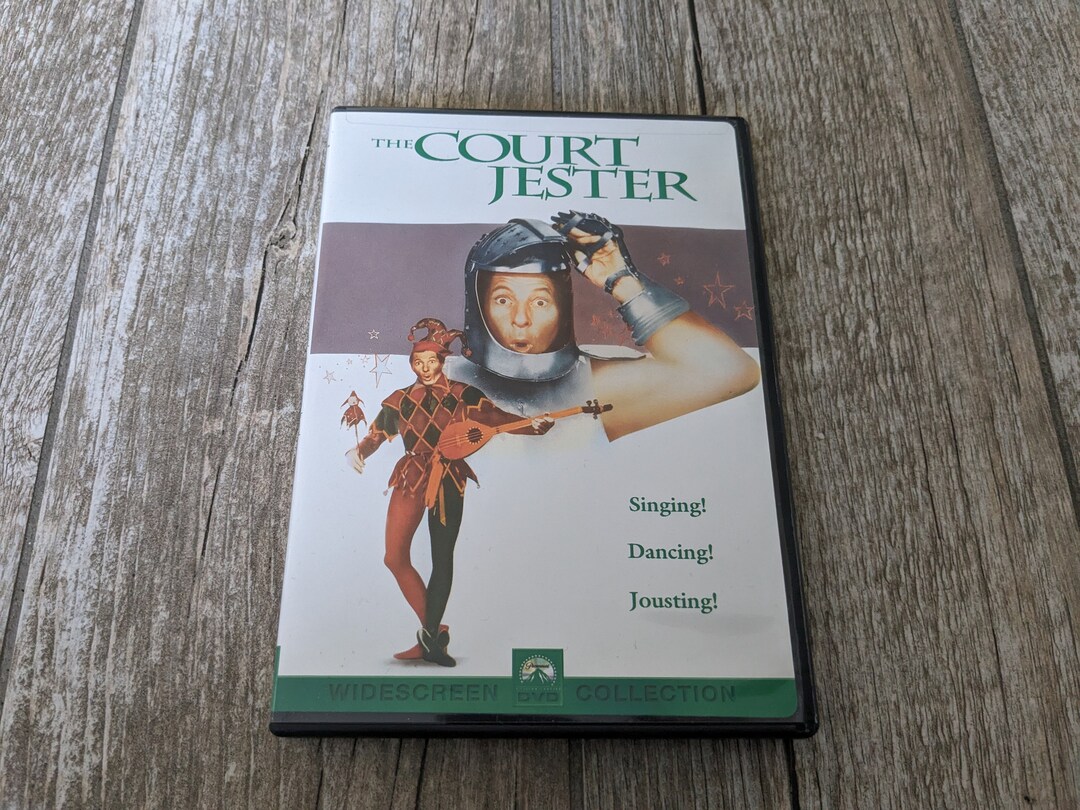 THE COURT
JESTER
Singing!
Dancing!
Jousting!
WIDESCREEN DVD COLLECTION